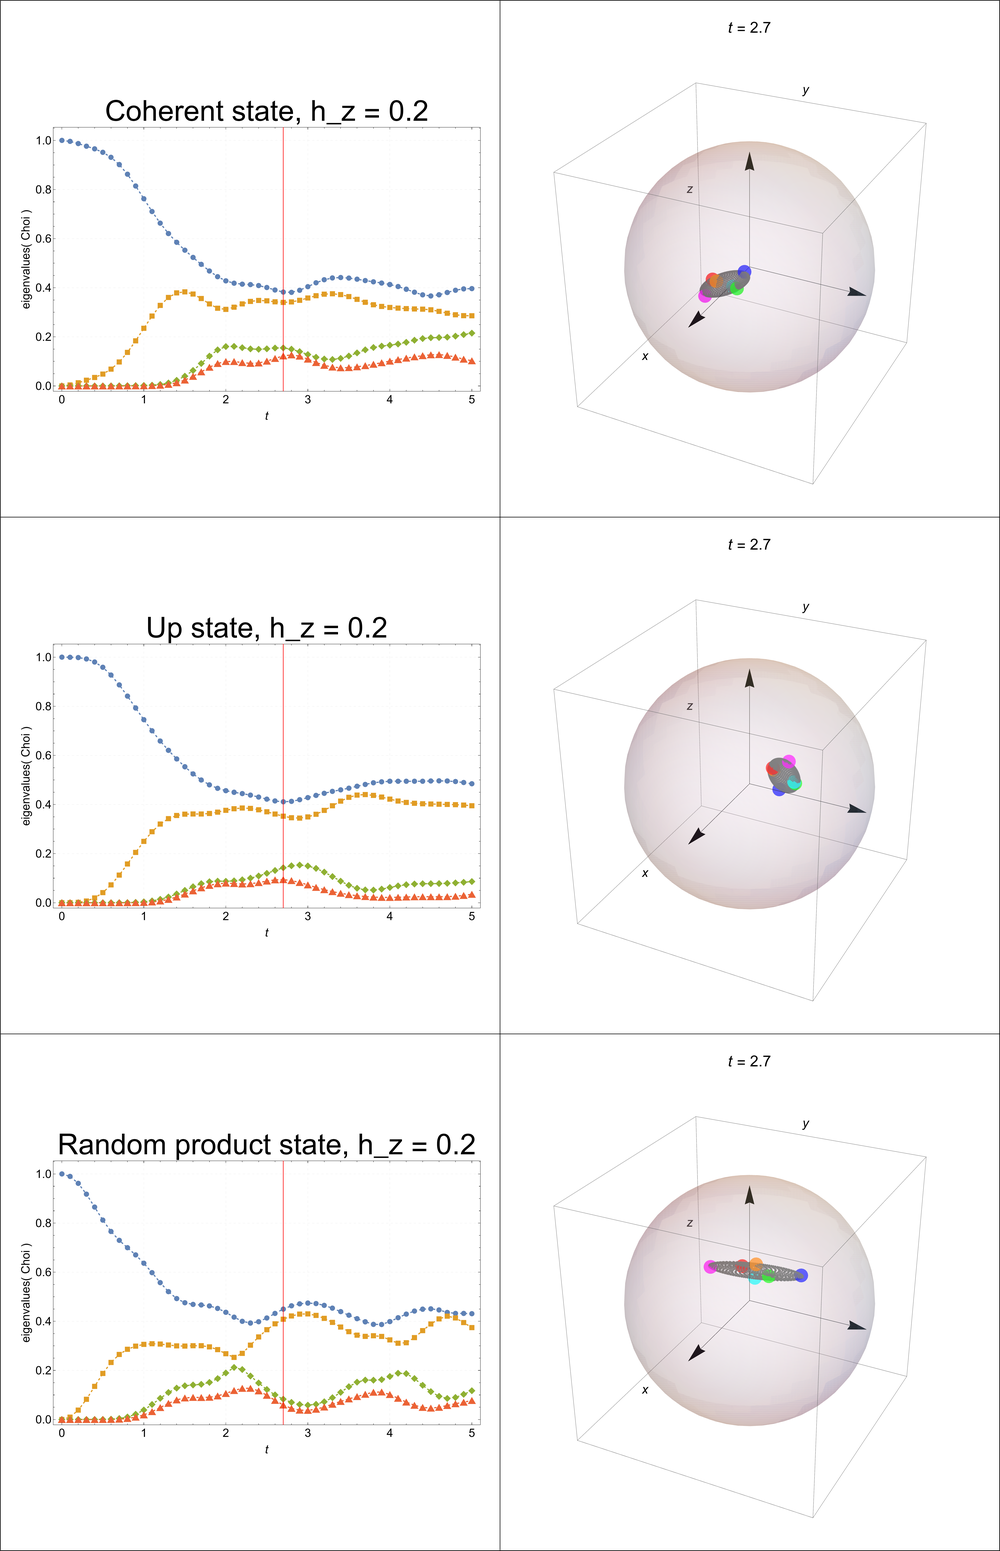 Coherent state, h_z = 0.2
eigenvalues( Choi )
1.0
0.8
0.6
0.4
0.2
0.0
0 1 2 3 4 5
t
t = 2.7
y
z
x
Up state, h_z = 0.2
eigenvalues( Choi )
1.0
0.8
0.6
0.4
0.2
0.0
0 1 2 3 4 5
t
t = 2.7
y
z
x
Random product state, h_z = 0.2
eigenvalues( Choi )
1.0
0.8
0.6
0.4
0.2
0.0
0 1 2 3 4 5
t
t = 2.7
y
z
x